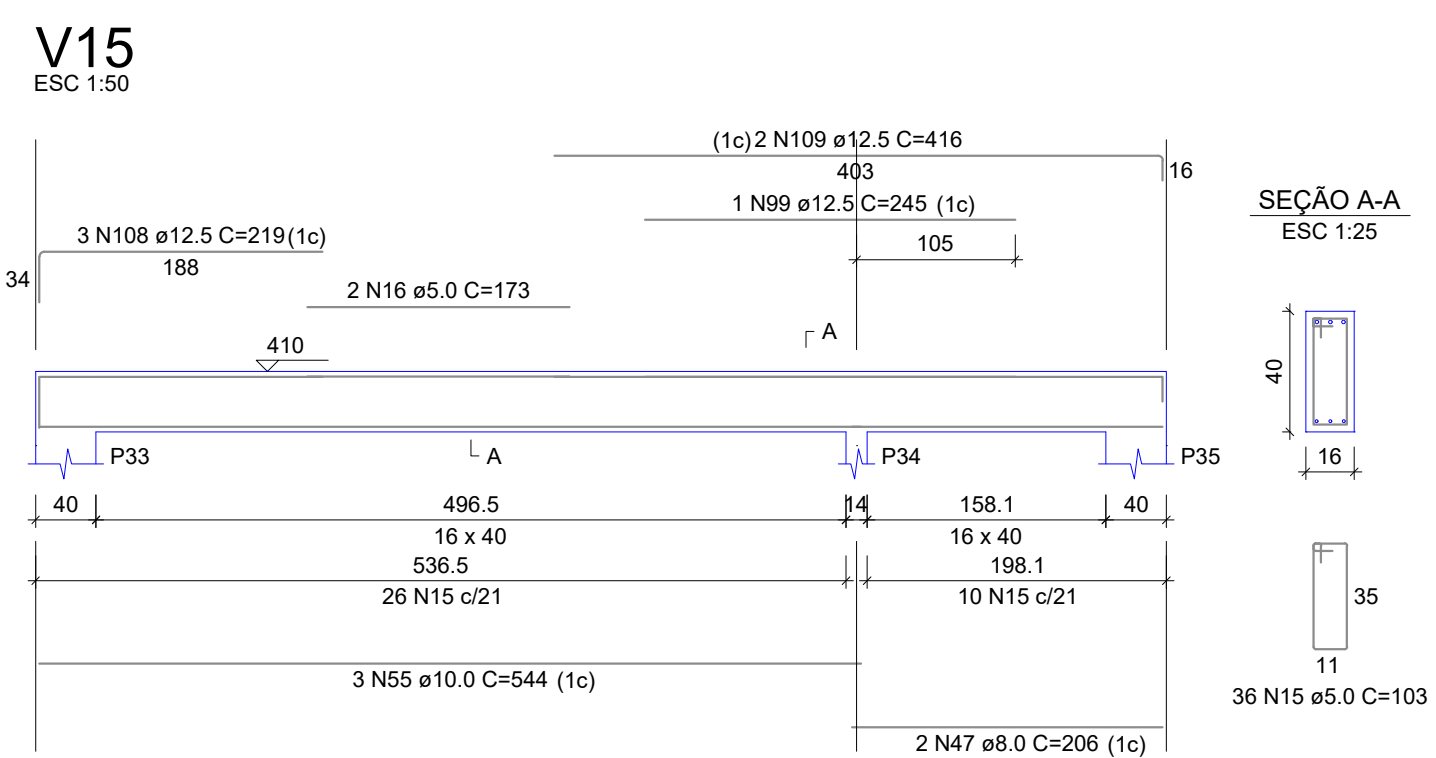 V15
ESC 1:50
(1c) 2 N109 ø12.5 C=416
403
16
1 N99 ø12.5 C=245 (1c)
105
3 N108 ø12.5 C=219 (1c)
188
34
2 N16 ø5.0 C=173
A
410
P33
A
P34
P35
40
496.5
14
158.1
40
16 x 40
16 x 40
536.5
198.1
26 N15 c/21
10 N15 c/21
3 N55 ø10.0 C=544 (1c)
2 N47 ø8.0 C=206 (1c)
SEÇÃO A-A
ESC 1:25
40
16
35
11
36 N15 ø5.0 C=103